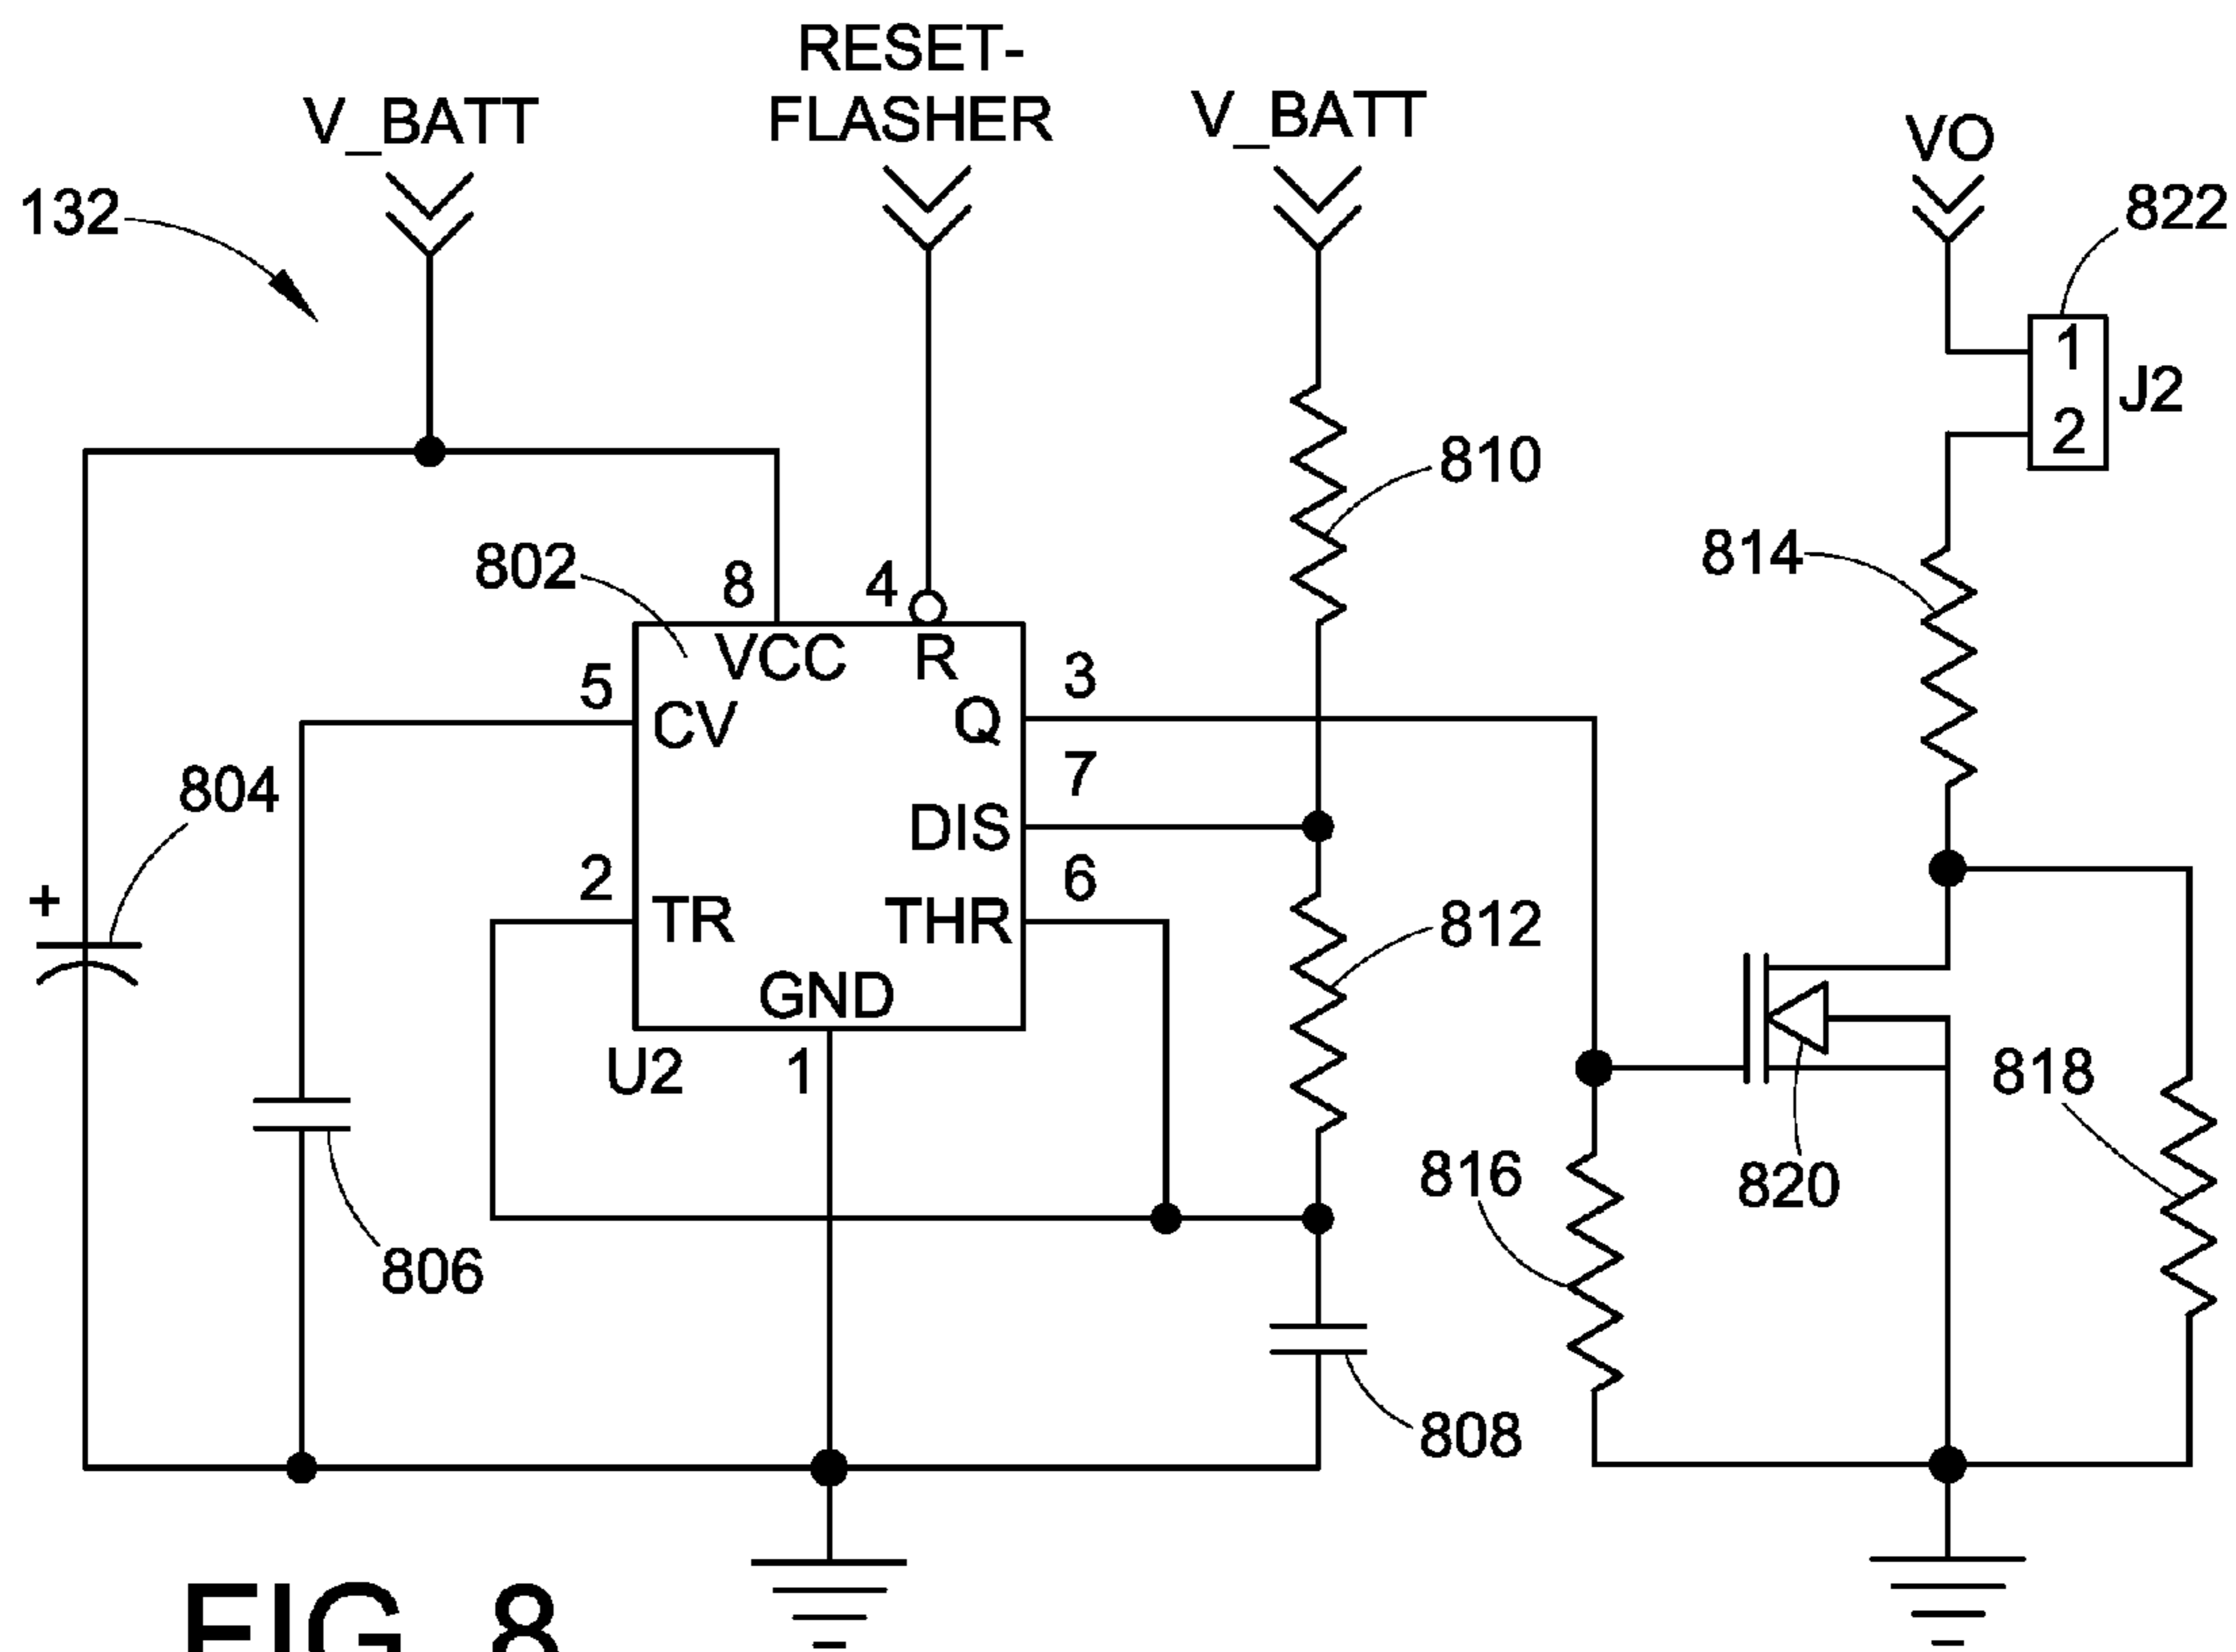 RESET-
FLASHER
V_BATT
V_BATT
VO
132
822
1
J2
2
810
814
802
8
4
VCC
R
5
3
CV
Q
804
7
DIS
+
2
6
TR
THR
812
GND
U2
1
818
816
820
806
808
FIG. 8